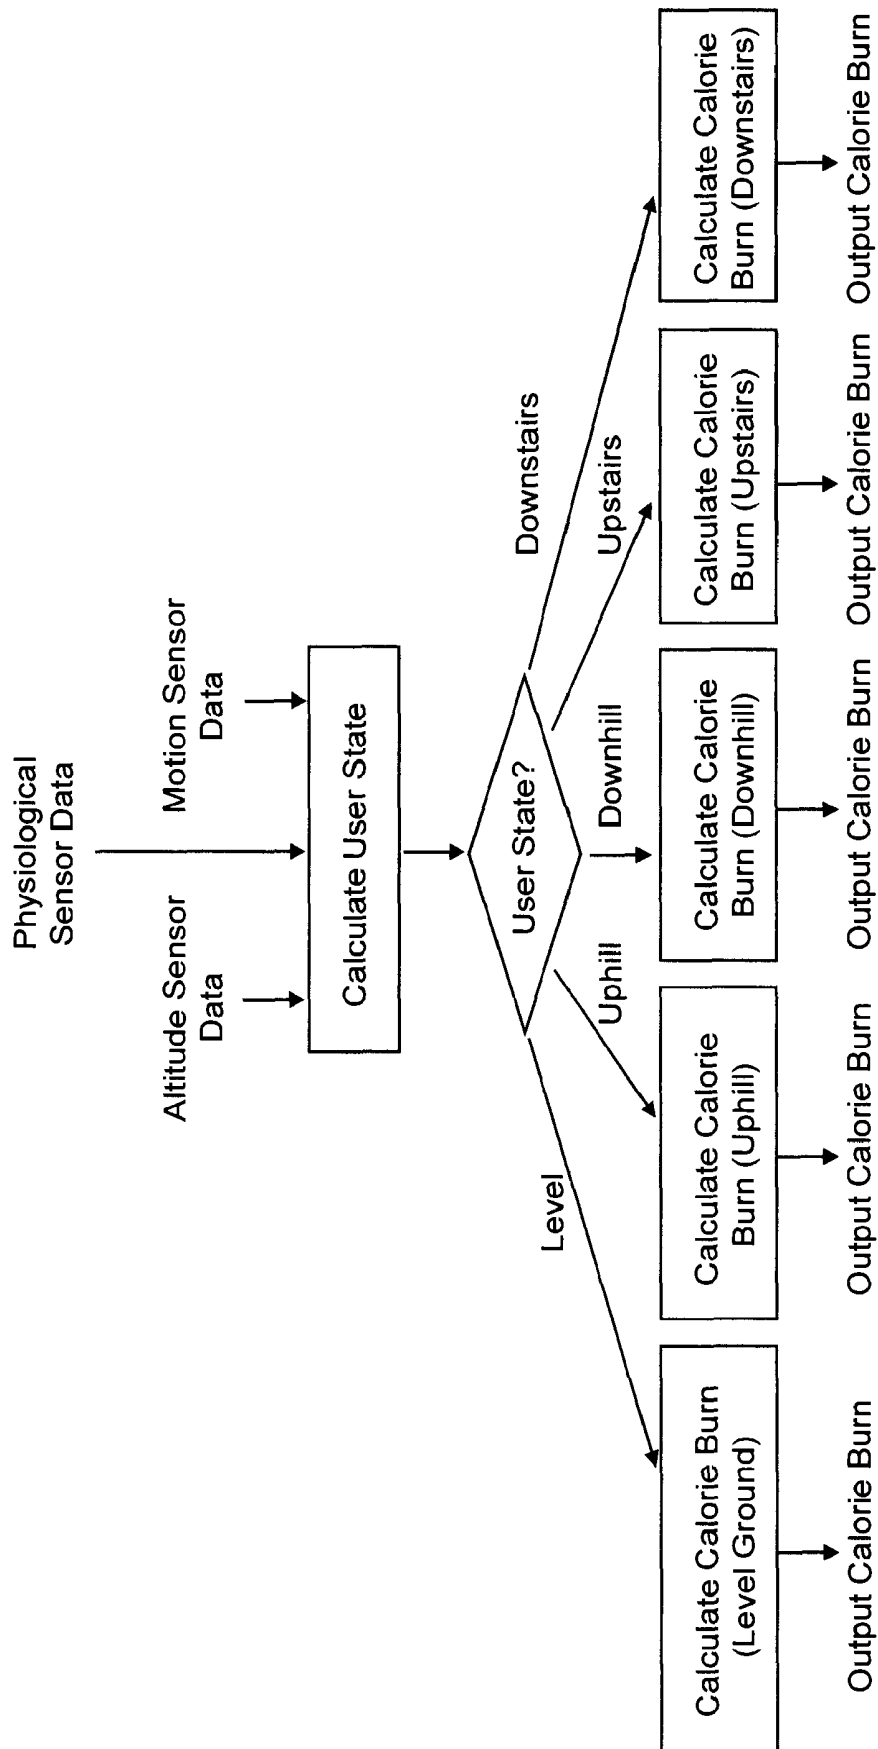 Physiological
Sensor Data
Altitude Sensor
Data
Motion Sensor
Data
Calculate User State
User State?
Level
Uphill
Downhill
Upstairs
Downstairs
Calculate Calorie Burn
(Level Ground)
Calculate Calorie
Burn (Uphill)
Calculate Calorie
Burn (Downhill)
Calculate Calorie
Burn (Upstairs)
Calculate Calorie
Burn (Downstairs)
Output Calorie Burn
Output Calorie Burn
Output Calorie Burn
Output Calorie Burn
Output Calorie Burn